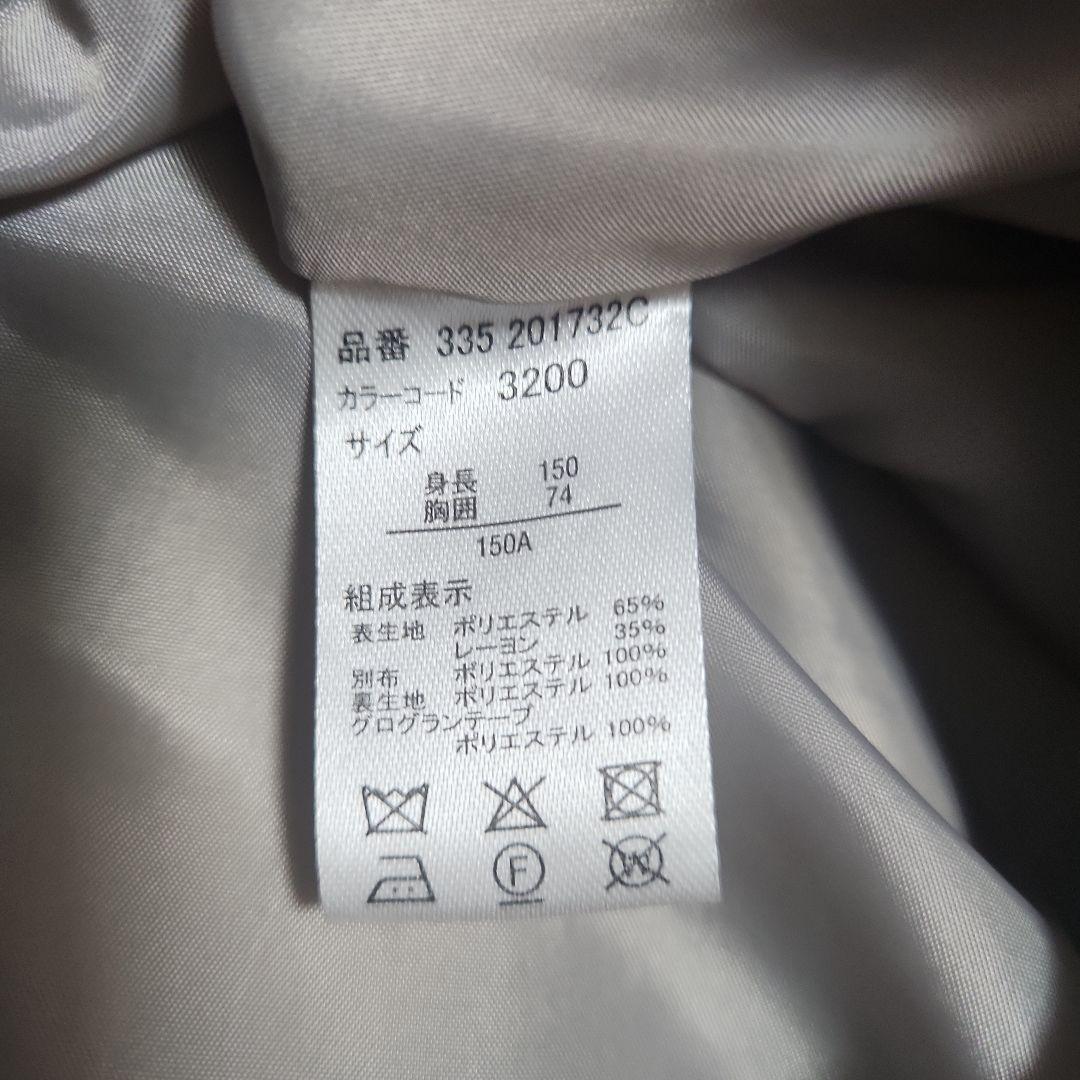 品番 335 201732C
カラーコード 3200
サイズ
身長 150
胸囲 74
150A
組成表示
表生地 ポリエステル 65%
レーヨン 35%
別布 ポリエステル 100%
裏生地 ポリエステル 100%
グログランテープ
ポリエステル 100%
F
W